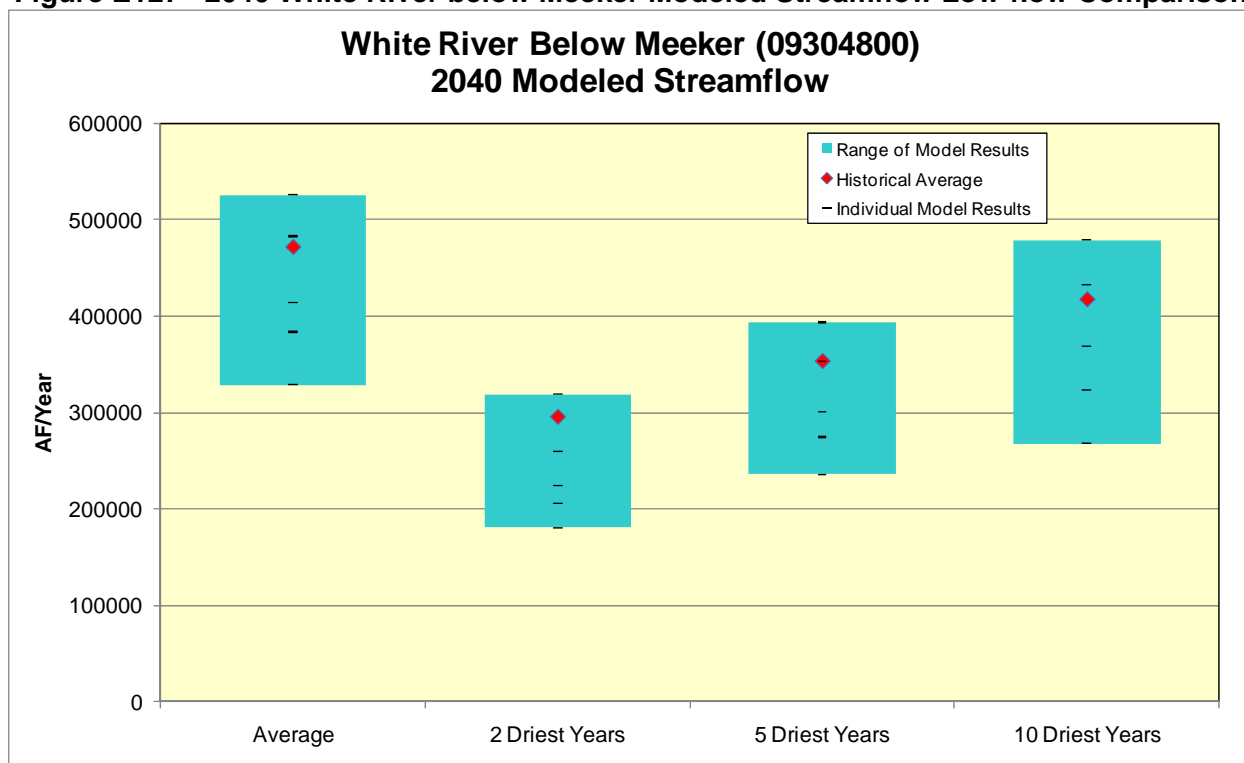 White River Below Meeker (09304800)
2040 Modeled Streamflow
600000
500000
400000
300000
200000
100000
0
AF/Year
Range of Model Results
Historical Average
Individual Model Results
Average
2 Driest Years
5 Driest Years
10 Driest Years